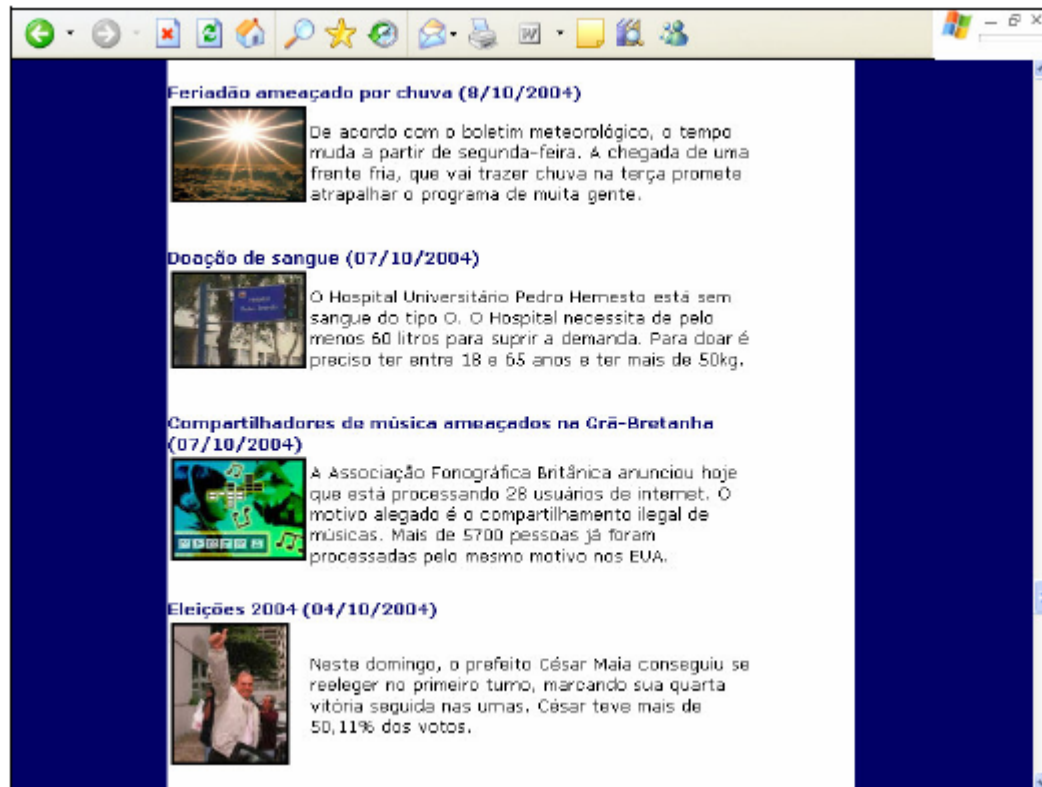 Feriadão ameaçado por chuva (8/10/2004)
De acordo com o boletim meteorológico, o tempo
muda a partir de segunda-feira. A chegada de uma
frente fria, que vai trazer chuva na terça promete
atrapalhar o programa de muita gente.
Doação de sangue (07/10/2004)
O Hospital Universitário Pedro Hernesto está sem
sangue do tipo O. O Hospital necessita de pelo
menos 60 litros para suprir a demanda. Para doar é
preciso ter entre 18 e 65 anos e ter mais de 50kg.
Compartilhadores de música ameaçados na Grã-Bretanha
(07/10/2004)
A Associação Fonográfica Britânica anunciou hoje
que está processando 28 usuários de internet. O
motivo alegado é o compartilhamento ilegal de
músicas. Mais de 5700 pessoas já foram
processadas pelo mesmo motivo nos EUA.
Eleições 2004 (04/10/2004)
Neste domingo, o prefeito César Maia conseguiu se
reeleger no primeiro turno, marcando sua quarta
vitória seguida nas urnas. César teve mais de
50,11% dos votos.